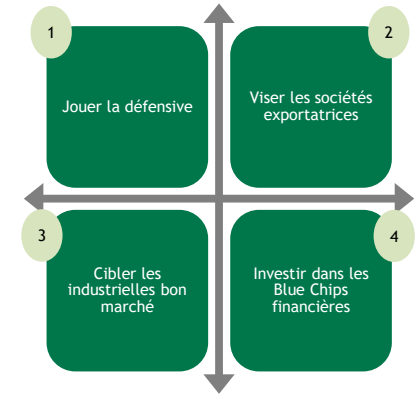 1
Jouer la défensive
2
Viser les sociétés
exportatrices
3
Cibler les
industrielles bon
marché
4
Investir dans les
Blue Chips
financières